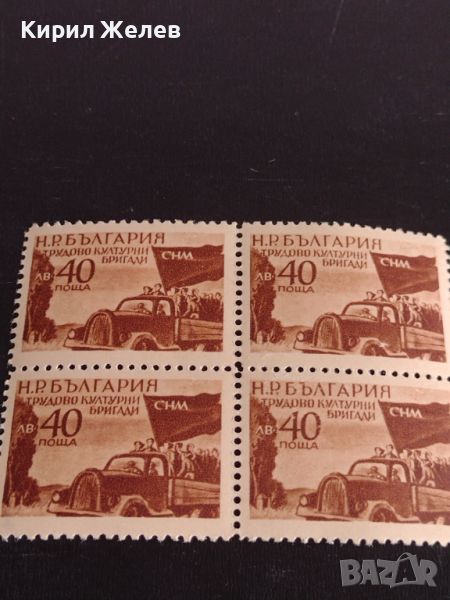 Кирил Желев
Н.Р. БЪЛГАРИЯ
ТРУДОВО КУЛТУРНИ
БРИГАДИ
СНМ
ЛВ. 40
ПОЩА
Н.Р. БЪЛГАРИЯ
ТРУДОВО КУЛТУРНИ
БРИГАДИ
СНМ
ЛВ. 40
ПОЩА
Н.Р. БЪЛГАРИЯ
ТРУДОВО КУЛТУРНИ
БРИГАДИ
СНМ
ЛВ. 40
ПОЩА
Н.Р. БЪЛГАРИЯ
ТРУДОВО КУЛТУРНИ
БРИГАДИ
СНМ
ЛВ. 40
ПОЩА
BAZAR